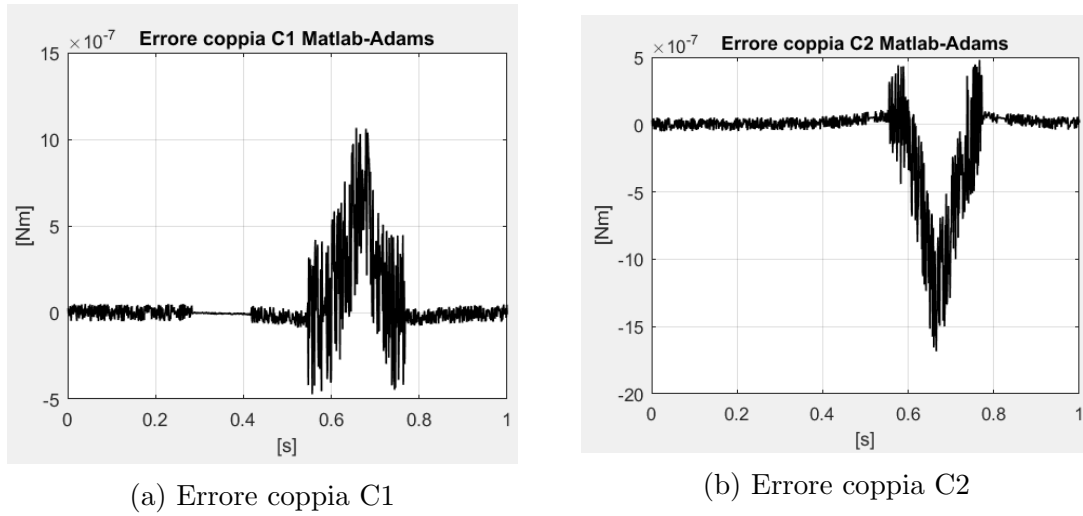 Errore coppia C1 Matlab-Adams
×10⁻⁷
15
10
5
0
-5
[Nm]
0 0.2 0.4 0.6 0.8 1
[s]
(a) Errore coppia C1
Errore coppia C2 Matlab-Adams
×10⁻⁷
5
0
-5
-10
-15
-20
[Nm]
0 0.2 0.4 0.6 0.8 1
[s]
(b) Errore coppia C2